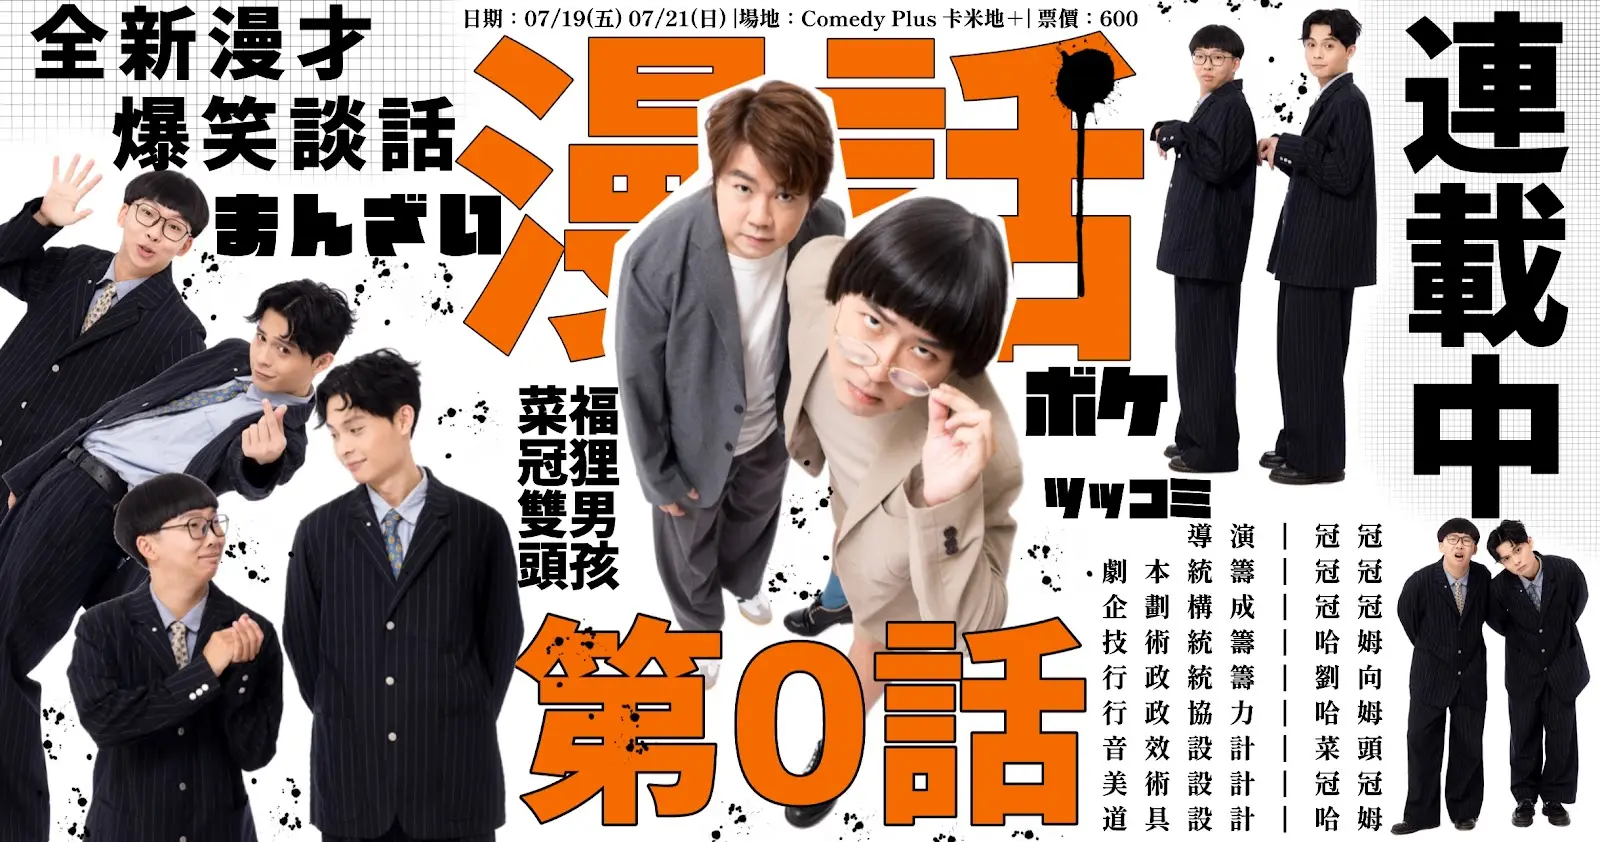 日期：07/19(五) 07/21(日) |場地：Comedy Plus 卡米地＋| 票價：600
全新漫才
爆笑談話
まんざい
漫話
連載中
福狸男孩
菜冠雙頭
ボケ
ツッコミ
第0話
導演｜冠冠
劇本統籌｜冠冠
企劃構成｜冠冠
技術統籌｜哈姆
行政統籌｜劉向
行政協力｜哈姆
音效設計｜菜頭
美術設計｜冠冠
道具設計｜哈姆